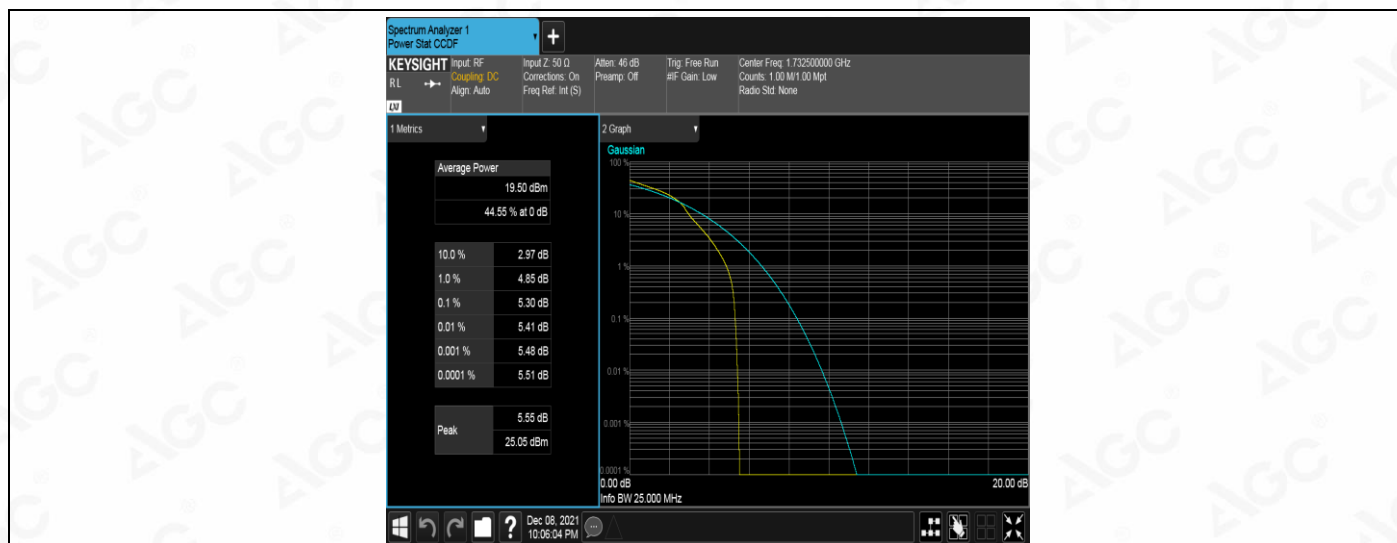 Spectrum Analyzer 1
Power Stat CCDF
+
KEYSIGHT
RL
LXI
Input: RF
Coupling: DC
Align: Auto
Input Z: 50 Ω
Corrections: On
Freq Ref: Int (S)
Atten: 46 dB
Preamp: Off
Trig: Free Run
#IF Gain: Low
Center Freq: 1.732500000 GHz
Counts: 1.00 M/1.00 Mpt
Radio Std: None
1 Metrics
Average Power
19.50 dBm
44.55 % at 0 dB
10.0 % 2.97 dB
1.0 % 4.85 dB
0.1 % 5.30 dB
0.01 % 5.41 dB
0.001 % 5.48 dB
0.0001 % 5.51 dB
Peak
5.55 dB
25.05 dBm
2 Graph
Gaussian
100 %
10 %
1 %
0.1 %
0.01 %
0.001 %
0.0001 %
0.00 dB
20.00 dB
Info BW 25.000 MHz
?
Dec 08, 2021
10:06:04 PM
AGC